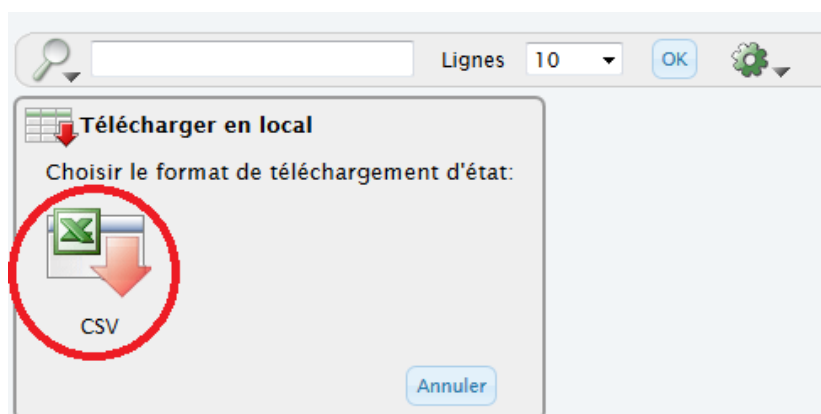 Lignes 10 OK
Télécharger en local
Choisir le format de téléchargement d'état:
CSV
Annuler